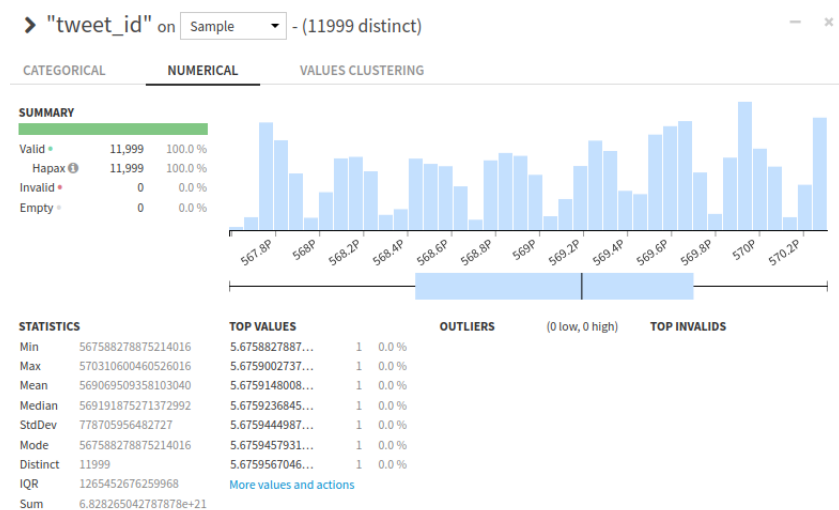 "tweet_id" on Sample - (11999 distinct)
CATEGORICAL NUMERICAL VALUES CLUSTERING
SUMMARY
Valid 11,999 100.0 %
Hapax 11,999 100.0 %
Invalid 0 0.0 %
Empty 0 0.0 %
567.8P 568P 568.2P 568.4P 568.6P 568.8P 569P 569.2P 569.4P 569.6P 569.8P 570P 570.2P
STATISTICS
Min 567588278875214016
Max 570310600460526016
Mean 569069509358103040
Median 569191875271372992
StdDev 778705956482727
Mode 567588278875214016
Distinct 11999
IQR 1265452676259968
Sum 6.828265042787878e+21
TOP VALUES
5.6758827887... 1 0.0 %
5.6759002737... 1 0.0 %
5.6759148008... 1 0.0 %
5.6759236845... 1 0.0 %
5.6759444987... 1 0.0 %
5.6759457931... 1 0.0 %
5.6759567046... 1 0.0 %
More values and actions
OUTLIERS (0 low, 0 high)
TOP INVALIDS